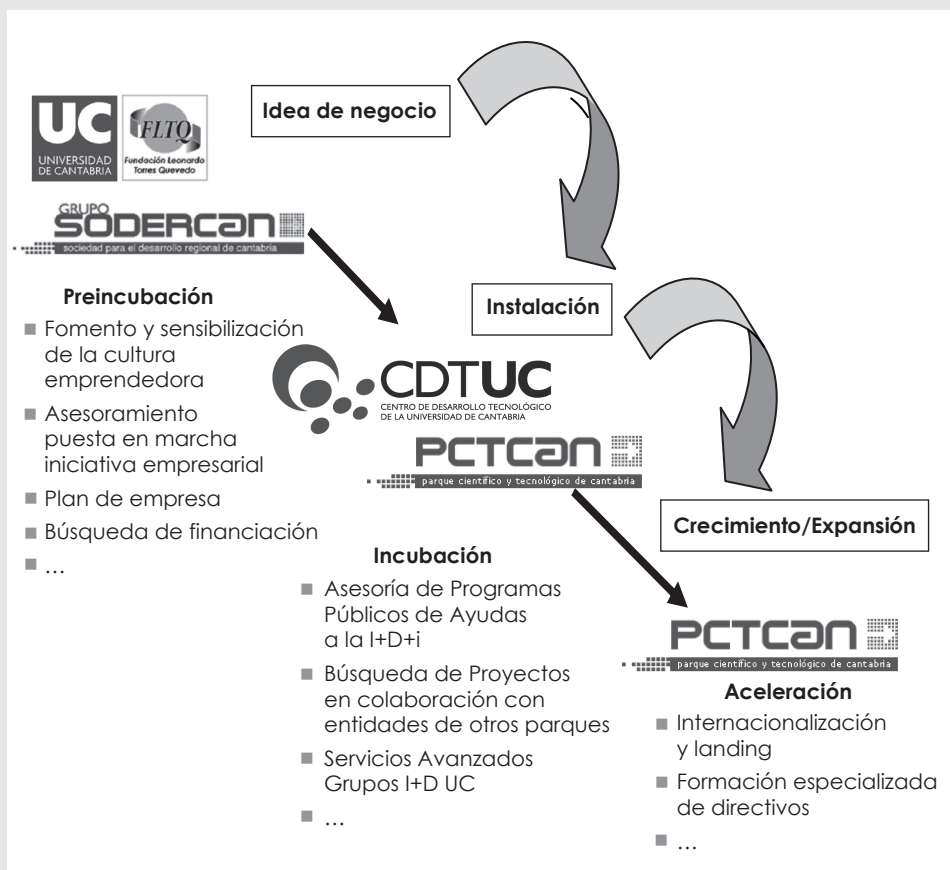 Idea de negocio
UC
UNIVERSIDAD
DE CANTABRIA
FLTQ
Fundación Leonardo
Torres Quevedo
GRUPO
SODERCAN
sociedad para el desarrollo regional de cantabria
Preincubación
Fomento y sensibilización
de la cultura
emprendedora
Asesoramiento
puesta en marcha
iniciativa empresarial
Plan de empresa
Búsqueda de financiación
...
Instalación
CDTUC
CENTRO DE DESARROLLO TECNOLÓGICO
DE LA UNIVERSIDAD DE CANTABRIA
PCTCAN
parque científico y tecnológico de cantabria
Incubación
Asesoría de Programas
Públicos de Ayudas
a la I+D+i
Búsqueda de Proyectos
en colaboración con
entidades de otros parques
Servicios Avanzados
Grupos I+D UC
...
Crecimiento/Expansión
PCTCAN
parque científico y tecnológico de cantabria
Aceleración
Internacionalización
y landing
Formación especializada
de directivos
...